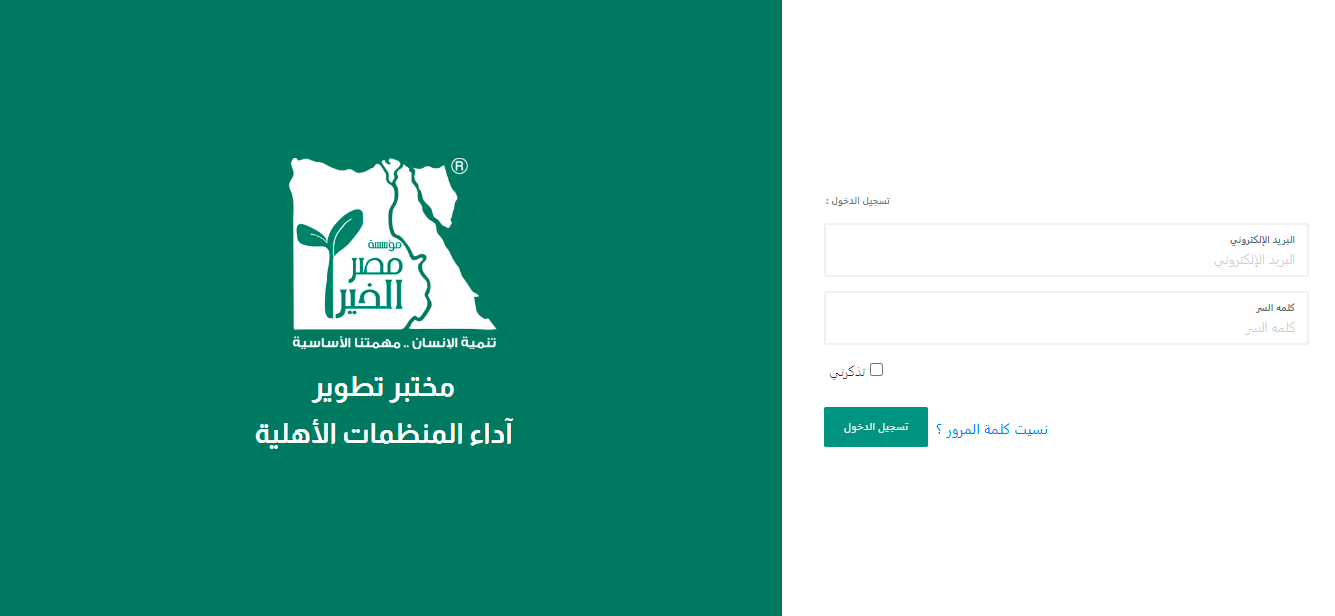 ®
مؤسسة
مصر
الخير
تنمية الإنسان .. مهمتنا الأساسية
مختبر تطوير
آداء المنظمات الأهلية
تسجيل الدخول :
البريد الإلكتروني
البريد الإلكتروني
كلمه السر
كلمه السر
تذكرني
تسجيل الدخول
نسيت كلمة المرور ؟